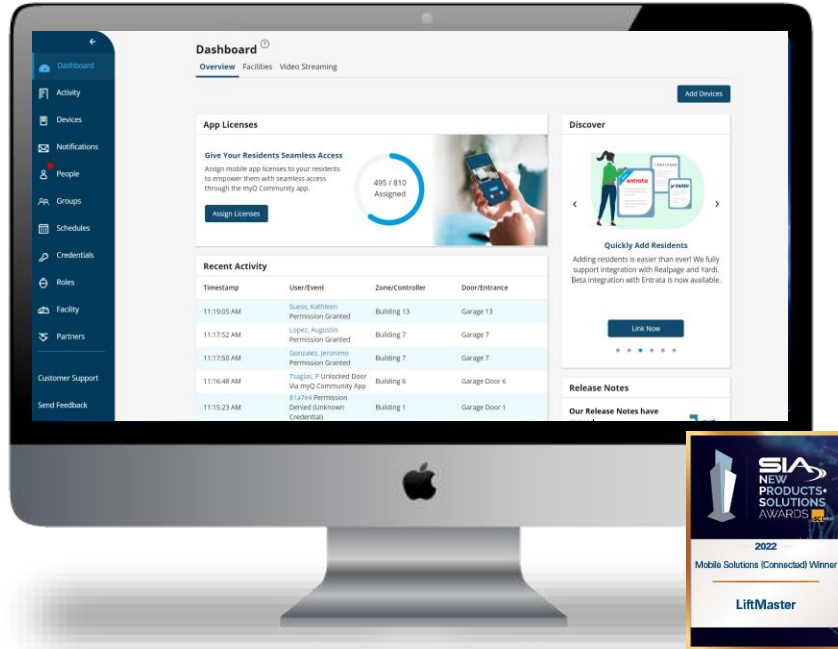 Dashboard
Overview Facilities Video Streaming
Dashboard
Activity
Devices
Notifications
People
Groups
Schedules
Credentials
Roles
Facility
Partners
Customer Support
Send Feedback
Add Devices
App Licenses
Give Your Residents Seamless Access
Assign mobile app licenses to your residents
to empower them with seamless access
through the myQ Community app.
Assign Licenses
495 / 810
Assigned
Recent Activity
Timestamp User/Event Zone/Controller Door/Entrance
11:19:05 AM Suess, Kathleen Permission Granted Building 13 Garage 13
11:17:52 AM Lopez, Augustin Permission Granted Building 7 Garage 7
11:17:50 AM Gonzalez, Jeronimo Permission Granted Building 7 Garage 7
11:16:48 AM Tsaglas, P Unlocked Door Via myQ Community App Building 6 Garage Door 6
11:15:23 AM 81a7e4 Permission Denied (Unknown Credential) Building 1 Garage Door 1
Discover
REALPAGE
entrata
YARDI
Quickly Add Residents
Adding residents is easier than ever! We fully
support integration with Realpage and Yardi.
Beta integration with Entrata is now available.
Link Now
Release Notes
Our Release Notes have
SIA
NEW
PRODUCTS+
SOLUTIONS
AWARDS
2022
Mobile Solutions (Connected) Winner
LiftMaster